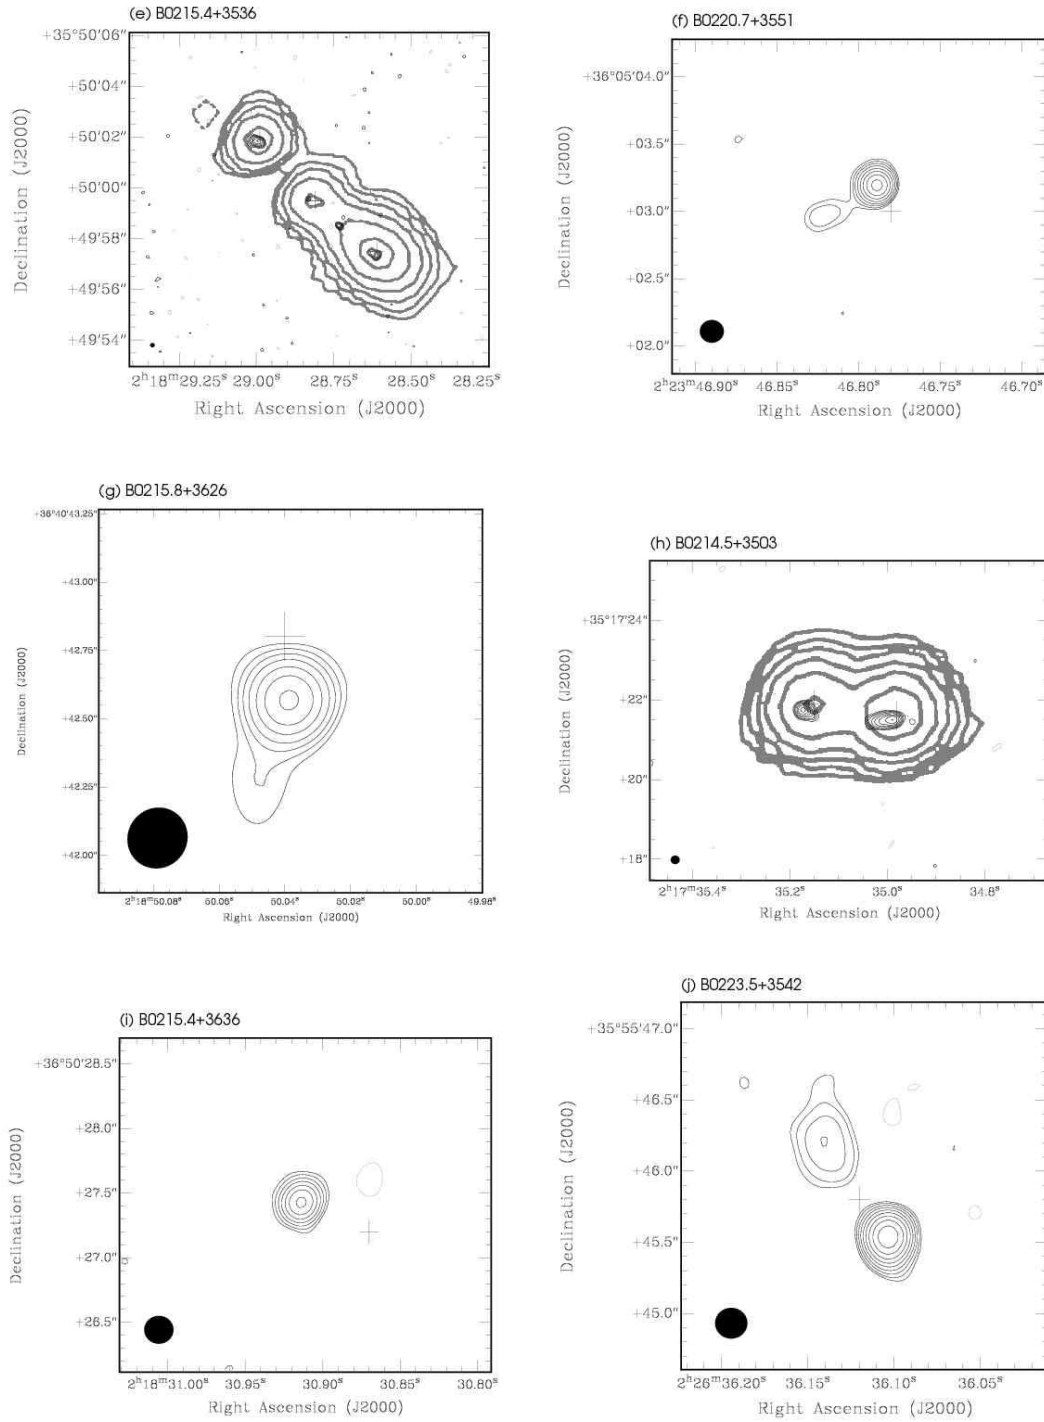 (e) B0215.4+3536
+35°50'06"
+50'04"
+50'02"
+50'00"
+49'58"
+49'56"
+49'54"
Declination (J2000)
2ʰ18ᵐ29.25ˢ 29.00ˢ 28.75ˢ 28.50ˢ 28.25ˢ
Right Ascension (J2000)
(f) B0220.7+3551
+36°05'04.0"
+03.5"
+03.0"
+02.5"
+02.0"
Declination (J2000)
2ʰ23ᵐ46.90ˢ 46.85ˢ 46.80ˢ 46.75ˢ 46.70ˢ
Right Ascension (J2000)
(g) B0215.8+3626
+36°40'43.25"
+43.00"
+42.75"
+42.50"
+42.25"
+42.00"
Declination (J2000)
2ʰ18ᵐ50.08ˢ 50.06ˢ 50.04ˢ 50.02ˢ 50.00ˢ 49.98ˢ
Right Ascension (J2000)
(h) B0214.5+3503
+35°17'24"
+22"
+20"
+18"
Declination (J2000)
2ʰ17ᵐ35.4ˢ 35.2ˢ 35.0ˢ 34.8ˢ
Right Ascension (J2000)
(i) B0215.4+3636
+36°50'28.5"
+28.0"
+27.5"
+27.0"
+26.5"
Declination (J2000)
2ʰ18ᵐ31.00ˢ 30.95ˢ 30.90ˢ 30.85ˢ 30.80ˢ
Right Ascension (J2000)
(j) B0223.5+3542
+35°55'47.0"
+46.5"
+46.0"
+45.5"
+45.0"
Declination (J2000)
2ʰ26ᵐ36.20ˢ 36.15ˢ 36.10ˢ 36.05ˢ
Right Ascension (J2000)